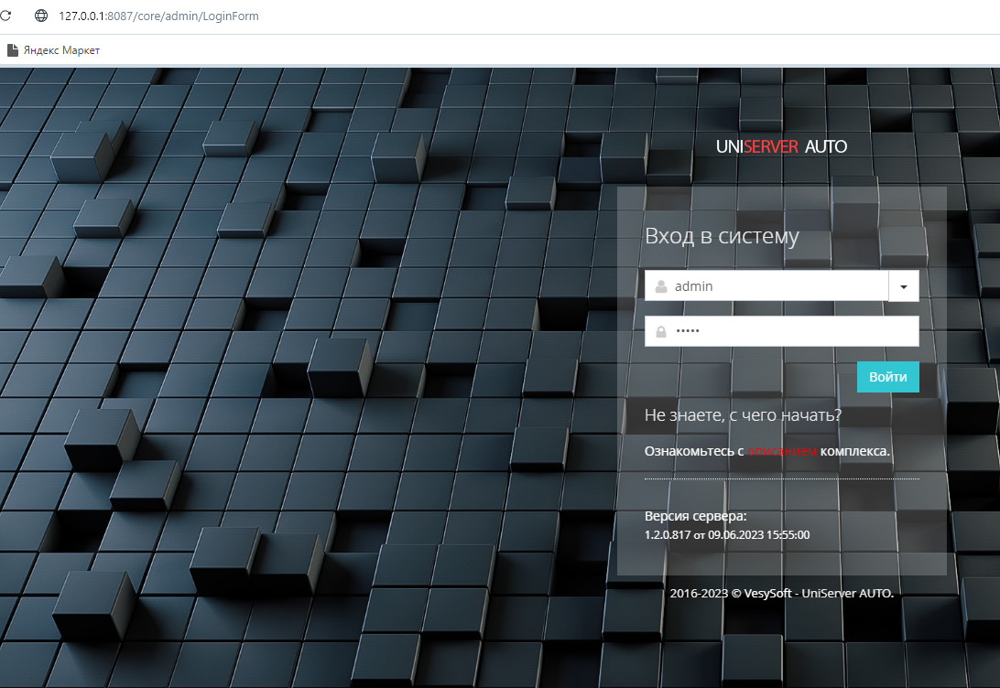 127.0.0.1:8087/core/admin/LoginForm
Яндекс Маркет
UNISERVER AUTO
Вход в систему
admin
•••••
Войти
Не знаете, с чего начать?
Ознакомьтесь с описанием комплекса.
Версия сервера:
1.2.0.817 от 09.06.2023 15:55:00
2016-2023 © VesySoft - UniServer AUTO.